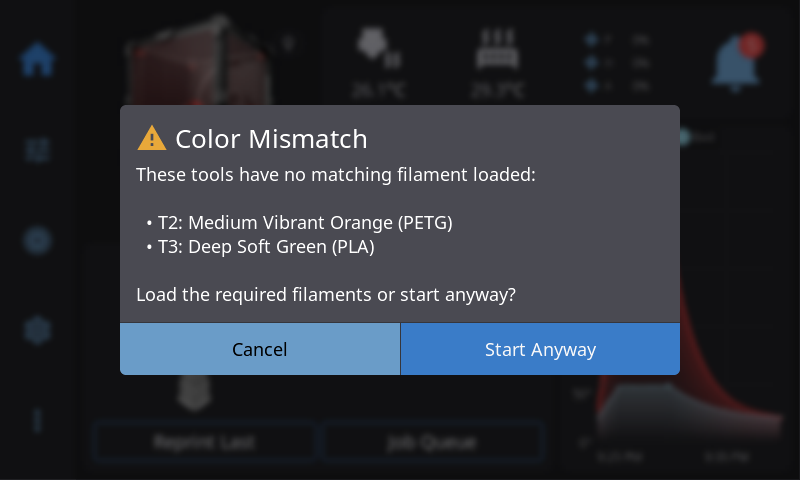 Color Mismatch
These tools have no matching filament loaded:
• T2: Medium Vibrant Orange (PETG)
• T3: Deep Soft Green (PLA)
Load the required filaments or start anyway?
Cancel
Start Anyway
Reprint Last
Job Queue